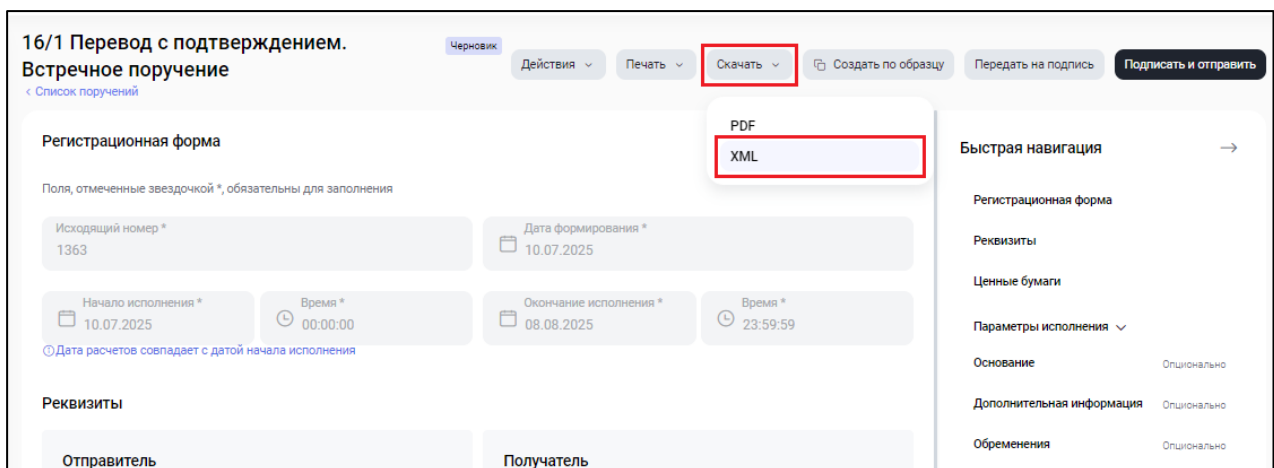 16/1 Перевод с подтверждением.
Встречное поручение
Черновик
Действия
Печать
Скачать
Создать по образцу
Передать на подпись
Подписать и отправить
‹ Список поручений
PDF
XML
Регистрационная форма
Поля, отмеченные звездочкой *, обязательны для заполнения
Исходящий номер *
1363
Дата формирования *
10.07.2025
Начало исполнения *
10.07.2025
Время *
00:00:00
Окончание исполнения *
08.08.2025
Время *
23:59:59
Дата расчетов совпадает с датой начала исполнения
Реквизиты
Отправитель
Получатель
Быстрая навигация
Регистрационная форма
Реквизиты
Ценные бумаги
Параметры исполнения
Основание Опционально
Дополнительная информация Опционально
Обременения Опционально